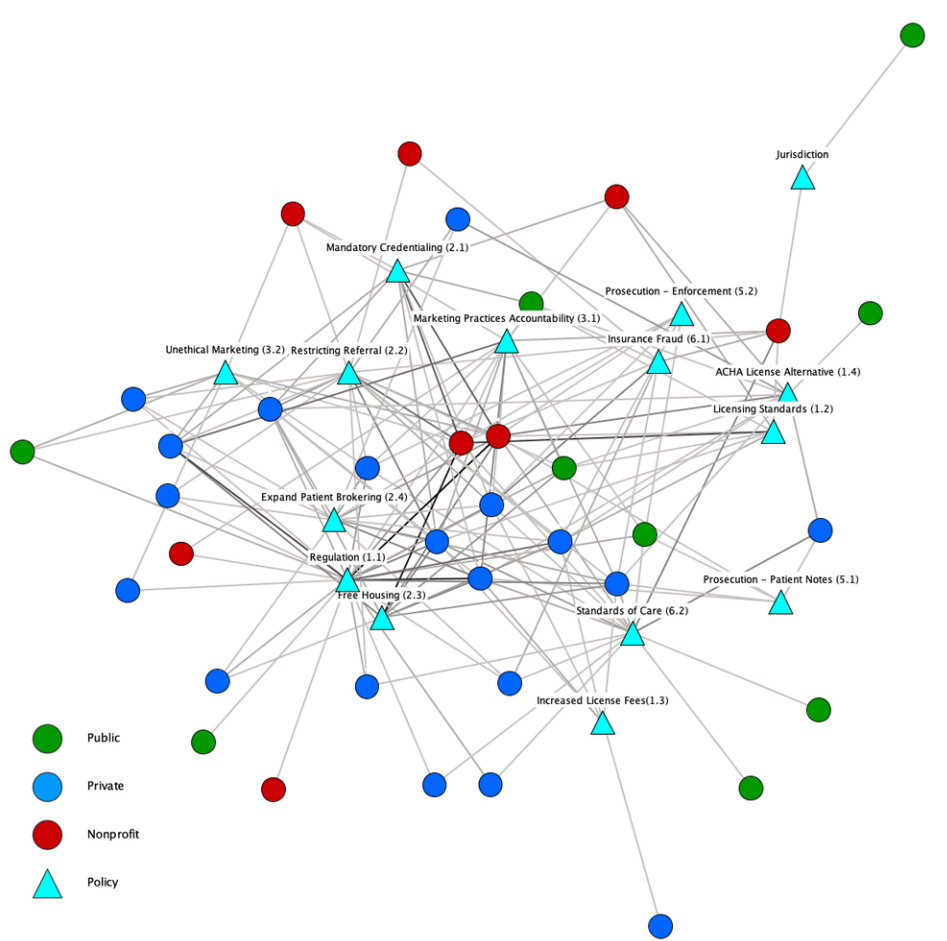 Jurisdiction
Mandatory Credentialing (2.1)
Prosecution – Enforcement (5.2)
Marketing Practices Accountability (3.1)
Insurance Fraud (6.1)
Unethical Marketing (3.2)
Restricting Referral (2.2)
ACHA License Alternative (1.4)
Licensing Standards (1.2)
Expand Patient Brokering (2.4)
Regulation (1.1)
Prosecution – Patient Notes (5.1)
Free Housing (2.3)
Standards of Care (6.2)
Increased License Fees(1.3)
Public
Private
Nonprofit
Policy